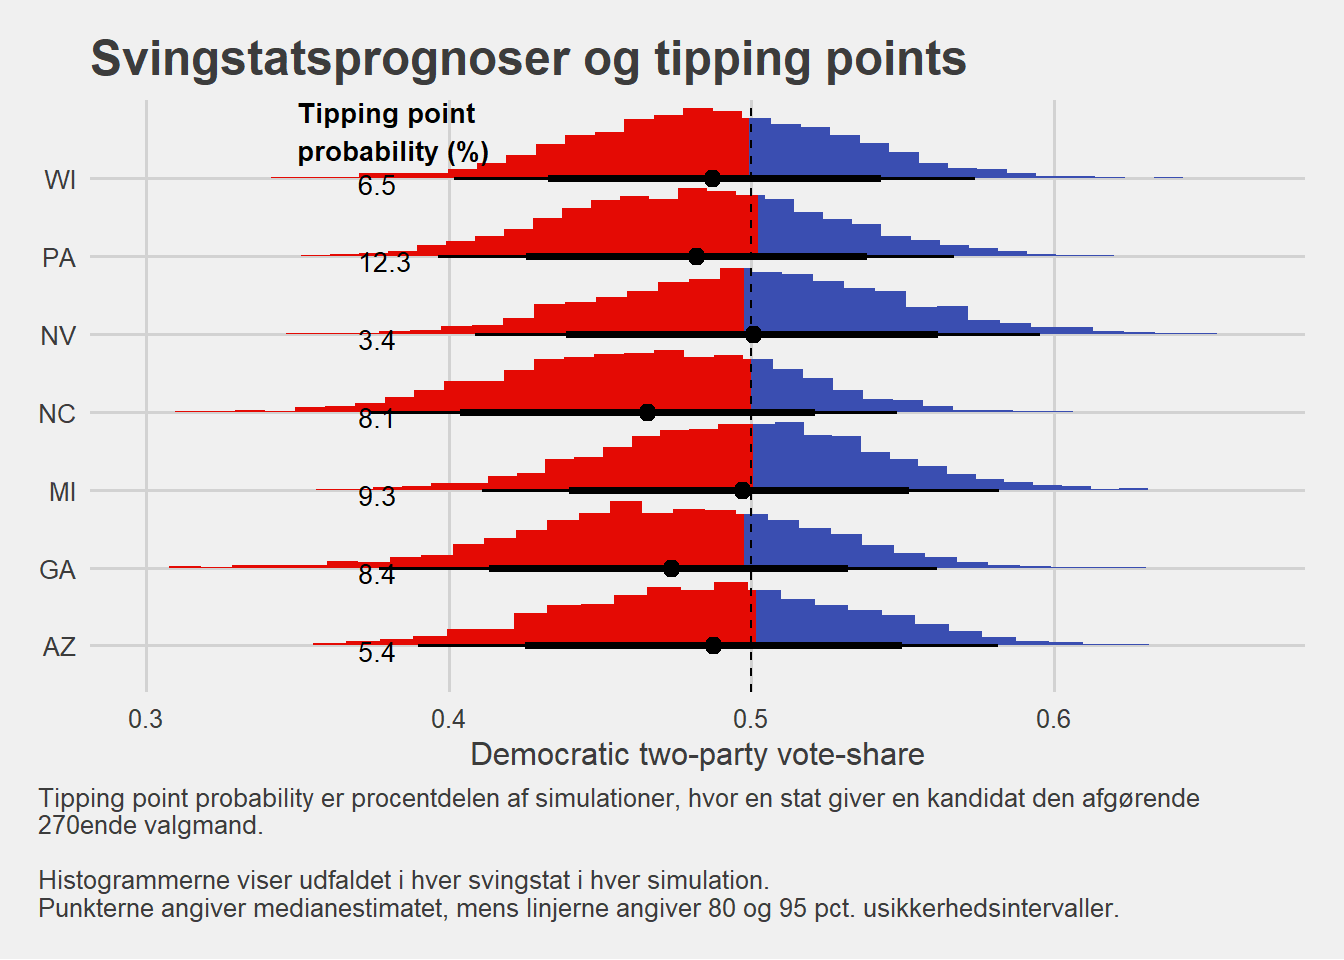 Svingstatsprognoser og tipping points
Tipping point
probability (%)
WI
6.5
PA
12.3
NV
3.4
NC
8.1
MI
9.3
GA
8.4
AZ
5.4
0.3 0.4 0.5 0.6
Democratic two-party vote-share
Tipping point probability er procentdelen af simulationer, hvor en stat giver en kandidat den afgørende
270ende valgmand.
Histogrammerne viser udfaldet i hver svingstat i hver simulation.
Punkterne angiver medianestimatet, mens linjerne angiver 80 og 95 pct. usikkerhedsintervaller.